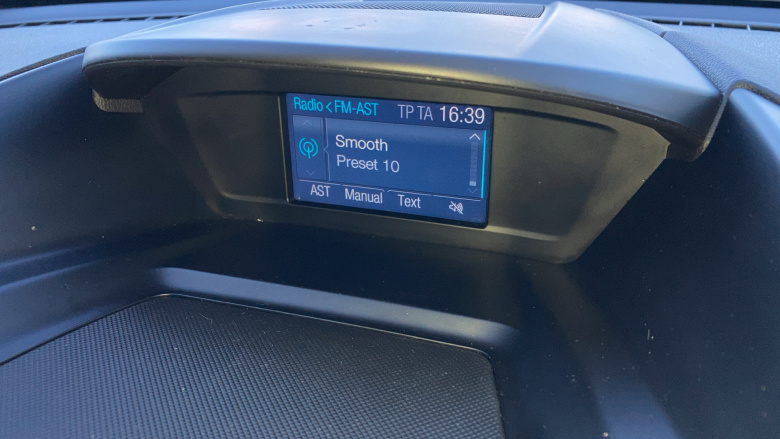 Radio < FM-AST TP TA 16:39
Smooth
Preset 10
AST Manual Text